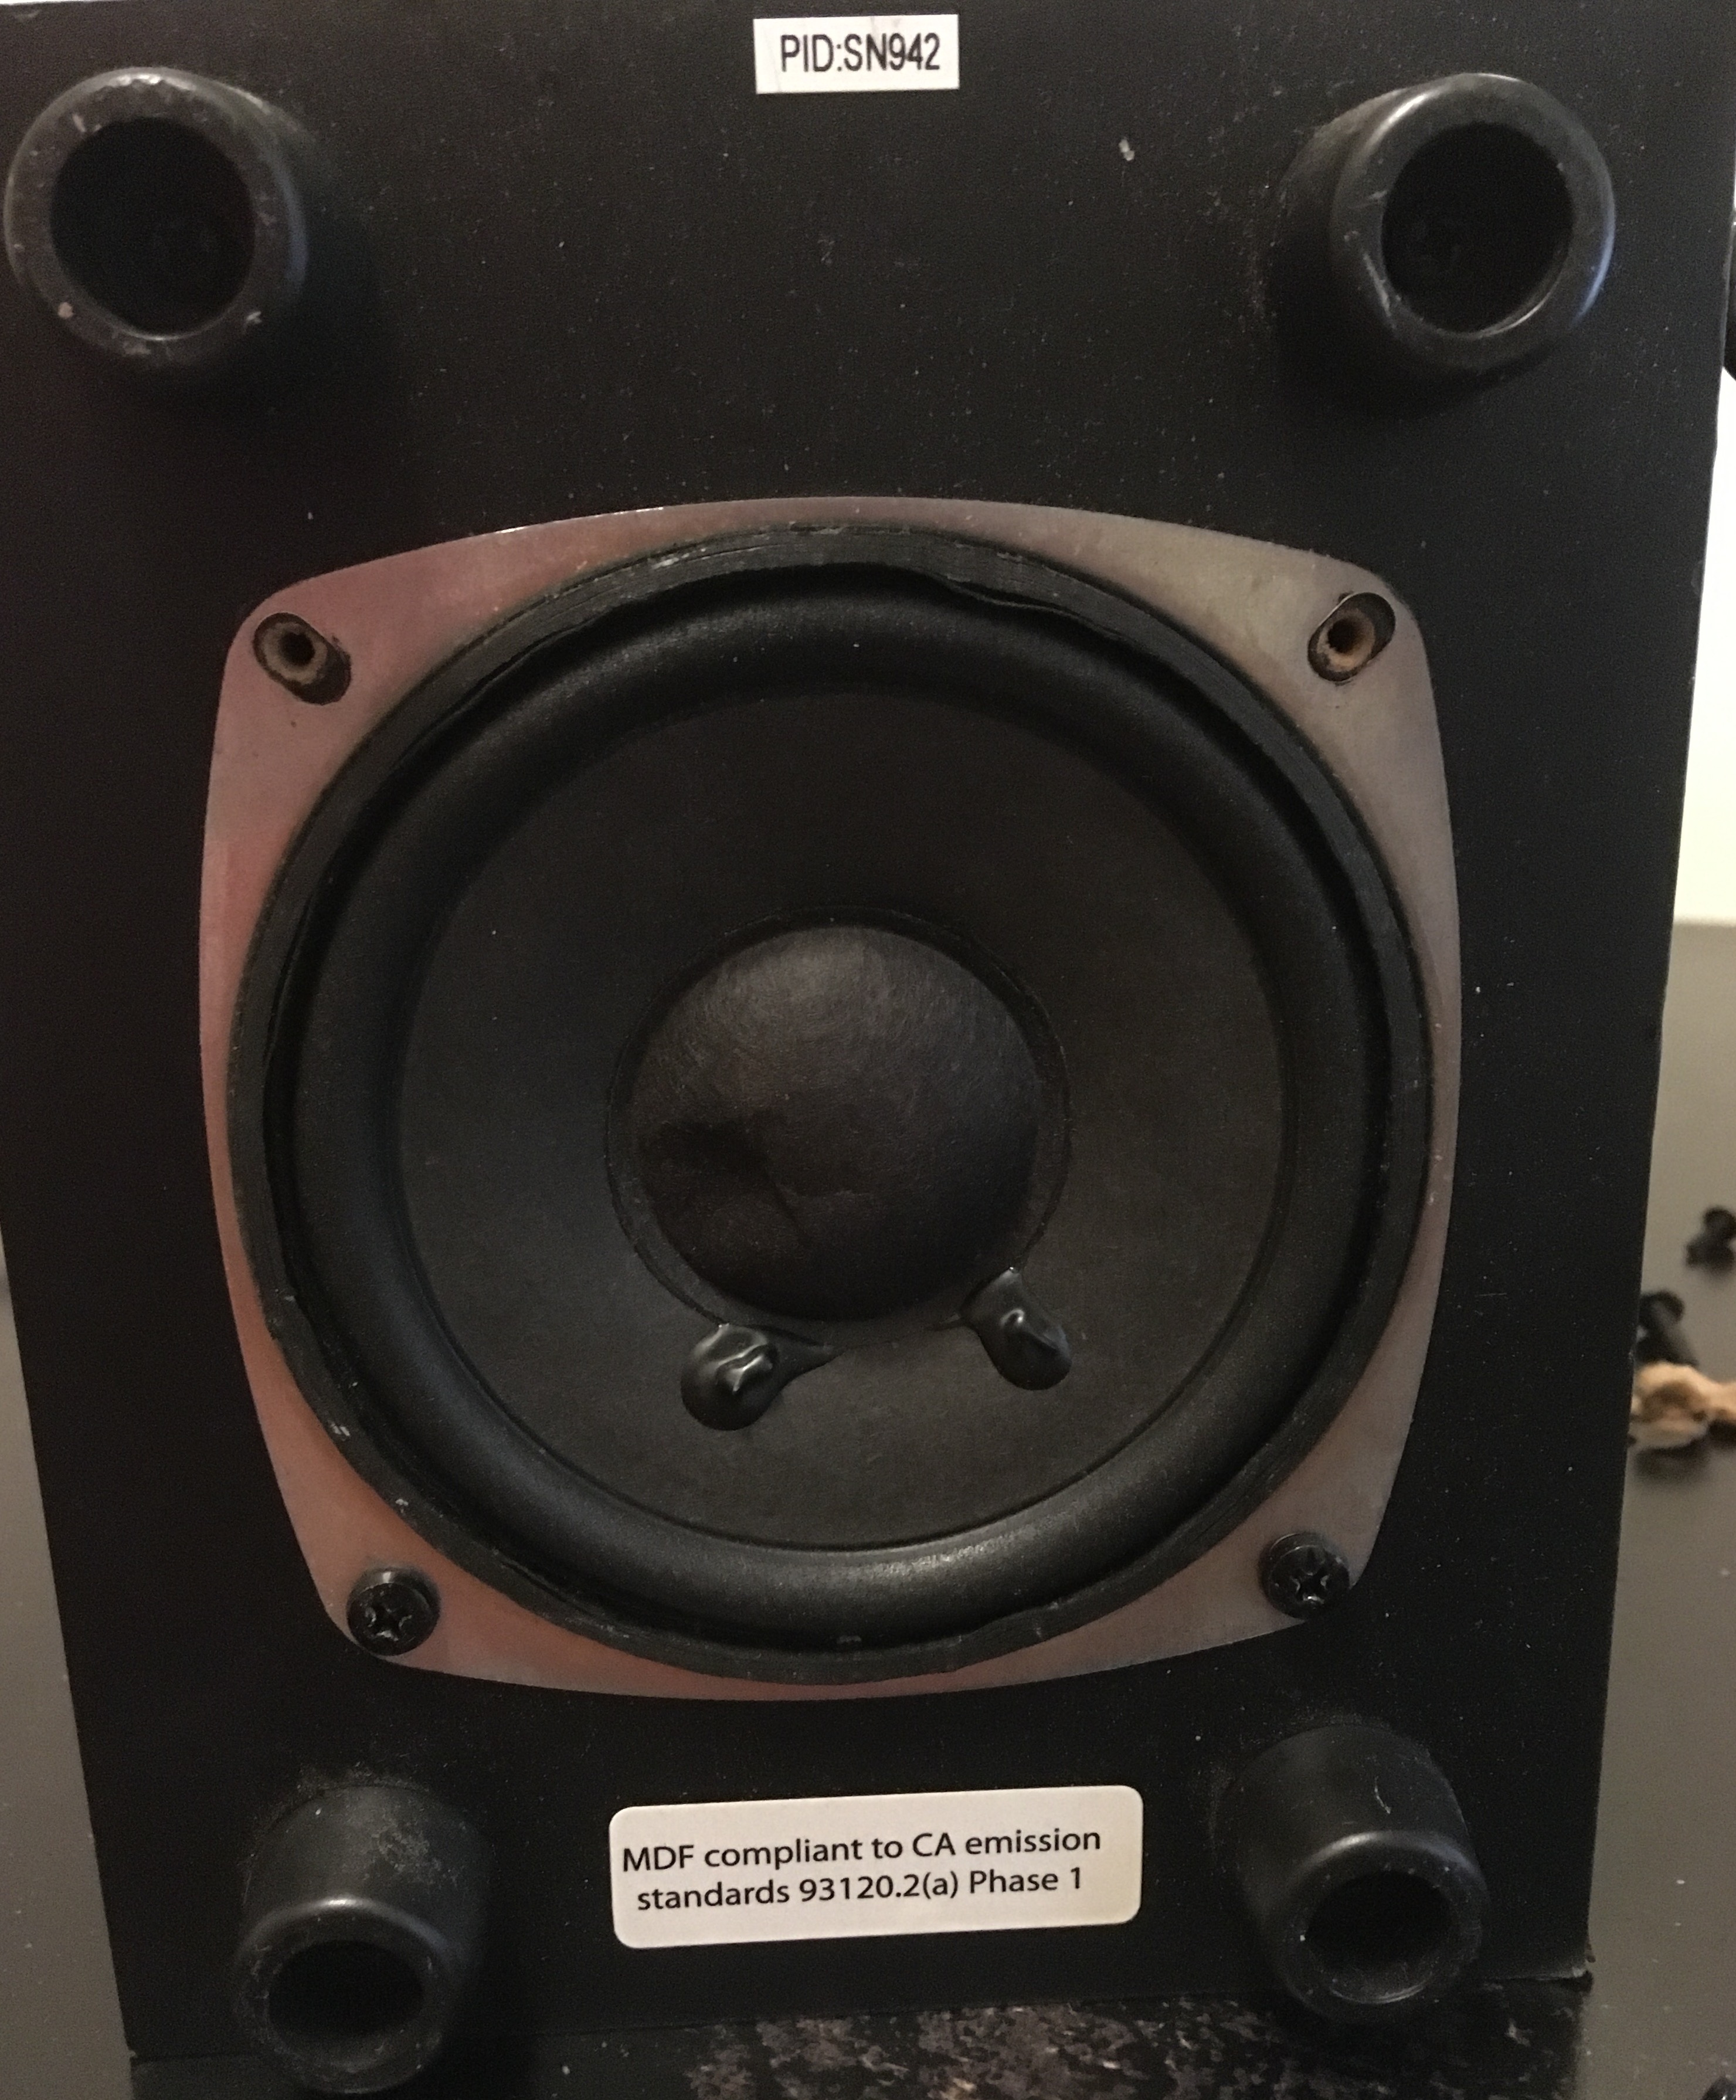 PID:SN942
MDF compliant to CA emission
standards 93120.2(a) Phase 1